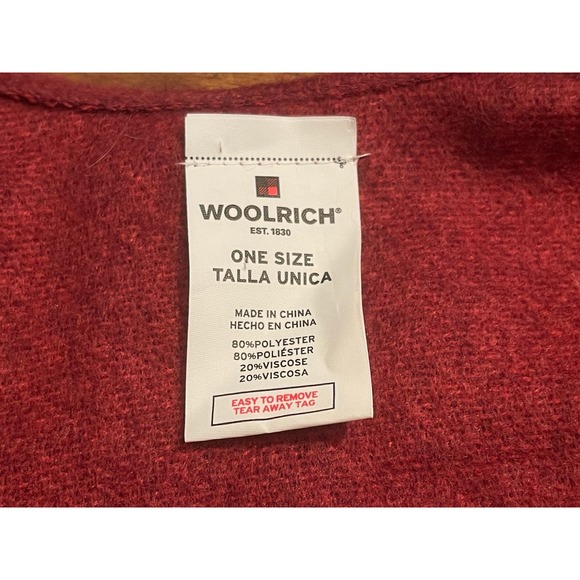 WOOLRICH®
EST. 1830
ONE SIZE
TALLA UNICA
MADE IN CHINA
HECHO EN CHINA
80%POLYESTER
80%POLIÉSTER
20%VISCOSE
20%VISCOSA
EASY TO REMOVE
TEAR AWAY TAG